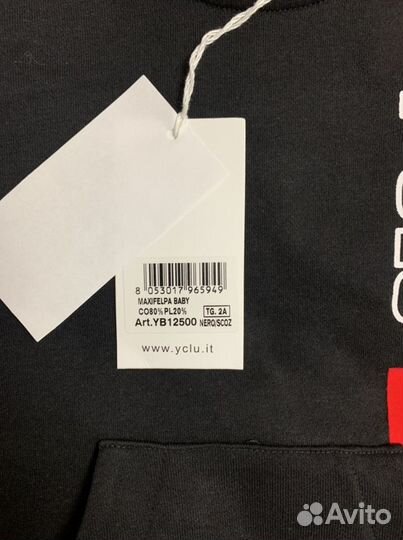 8 053017 965949
MAXIFELPA BABY
CO80% PL20% TG. 2A
Art.YB12500 NERO/SCOZ
www.yclu.it
Avito